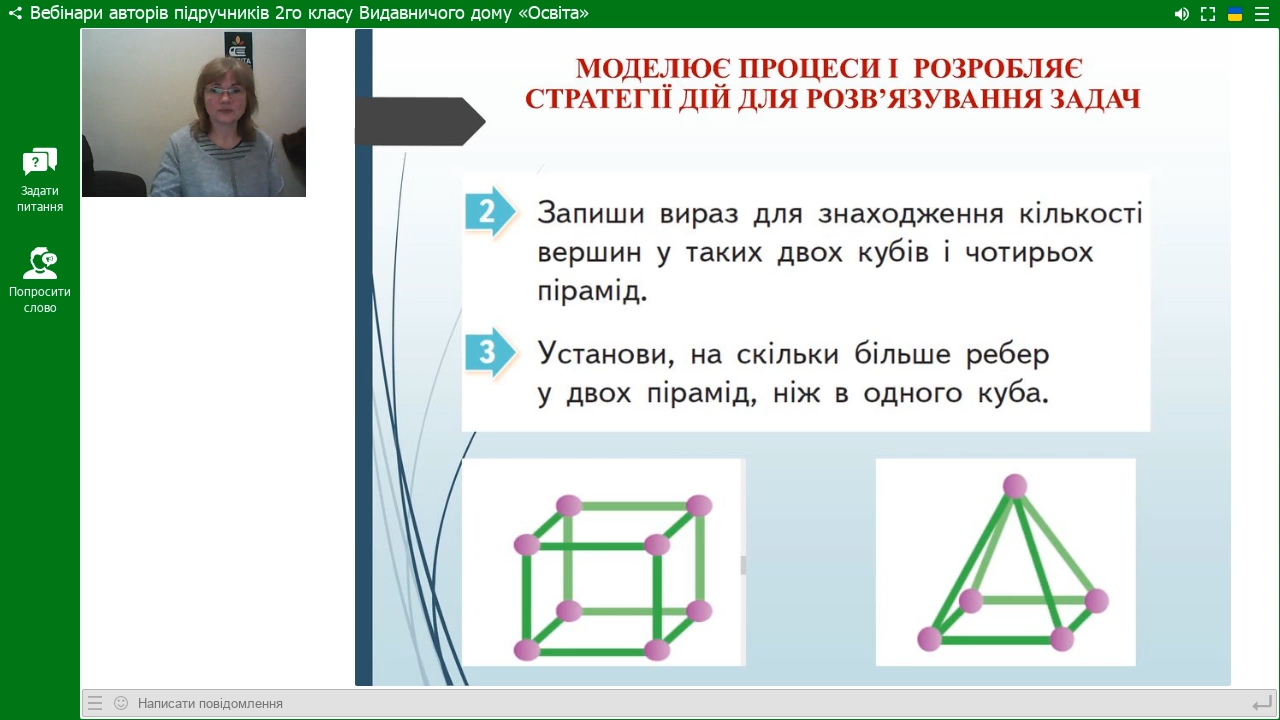 Вебінари авторів підручників 2го класу Видавничого дому «Освіта»
Задати
питання
Попросити
слово
МОДЕЛЮЄ ПРОЦЕСИ І РОЗРОБЛЯЄ
СТРАТЕГІЇ ДІЙ ДЛЯ РОЗВ’ЯЗУВАННЯ ЗАДАЧ
2 Запиши вираз для знаходження кількості
вершин у таких двох кубів і чотирьох
пірамід.
3 Установи, на скільки більше ребер
у двох пірамід, ніж в одного куба.
Написати повідомлення